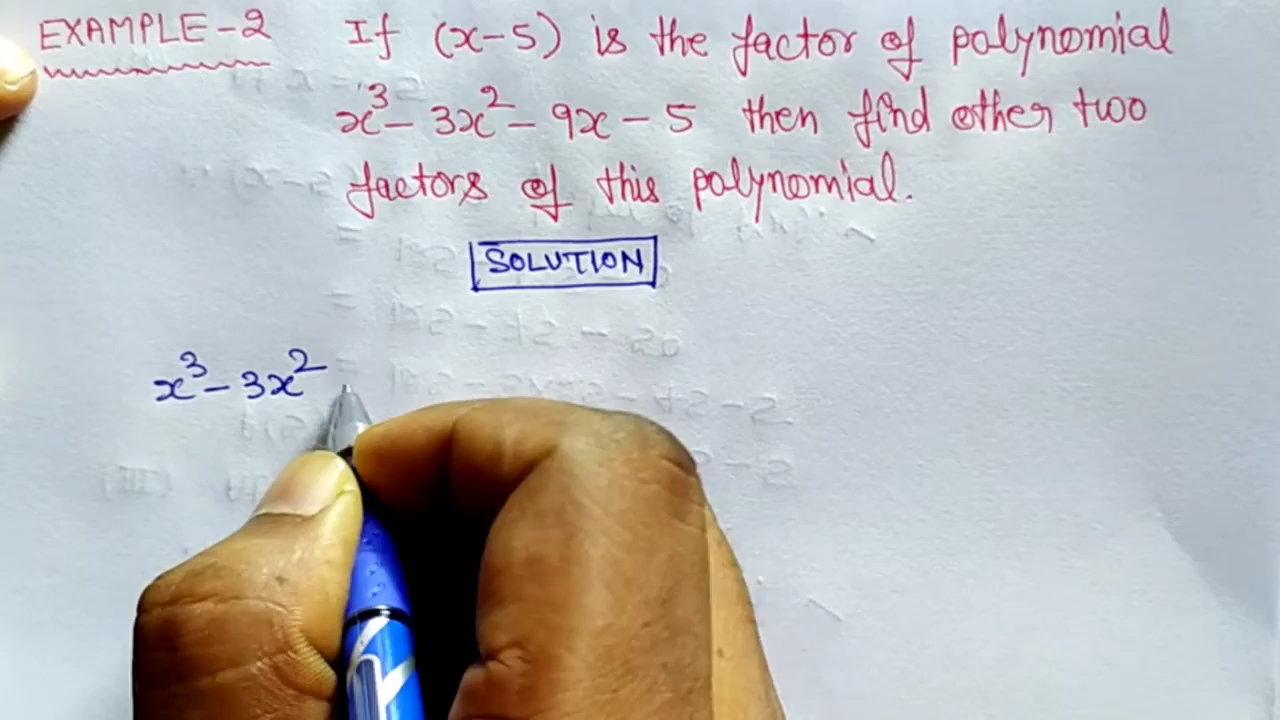 EXAMPLE-2 If (x-5) is the factor of polynomial
x³ - 3x² - 9x - 5 then find other two
factors of this polynomial.
SOLUTION
x³ - 3x²